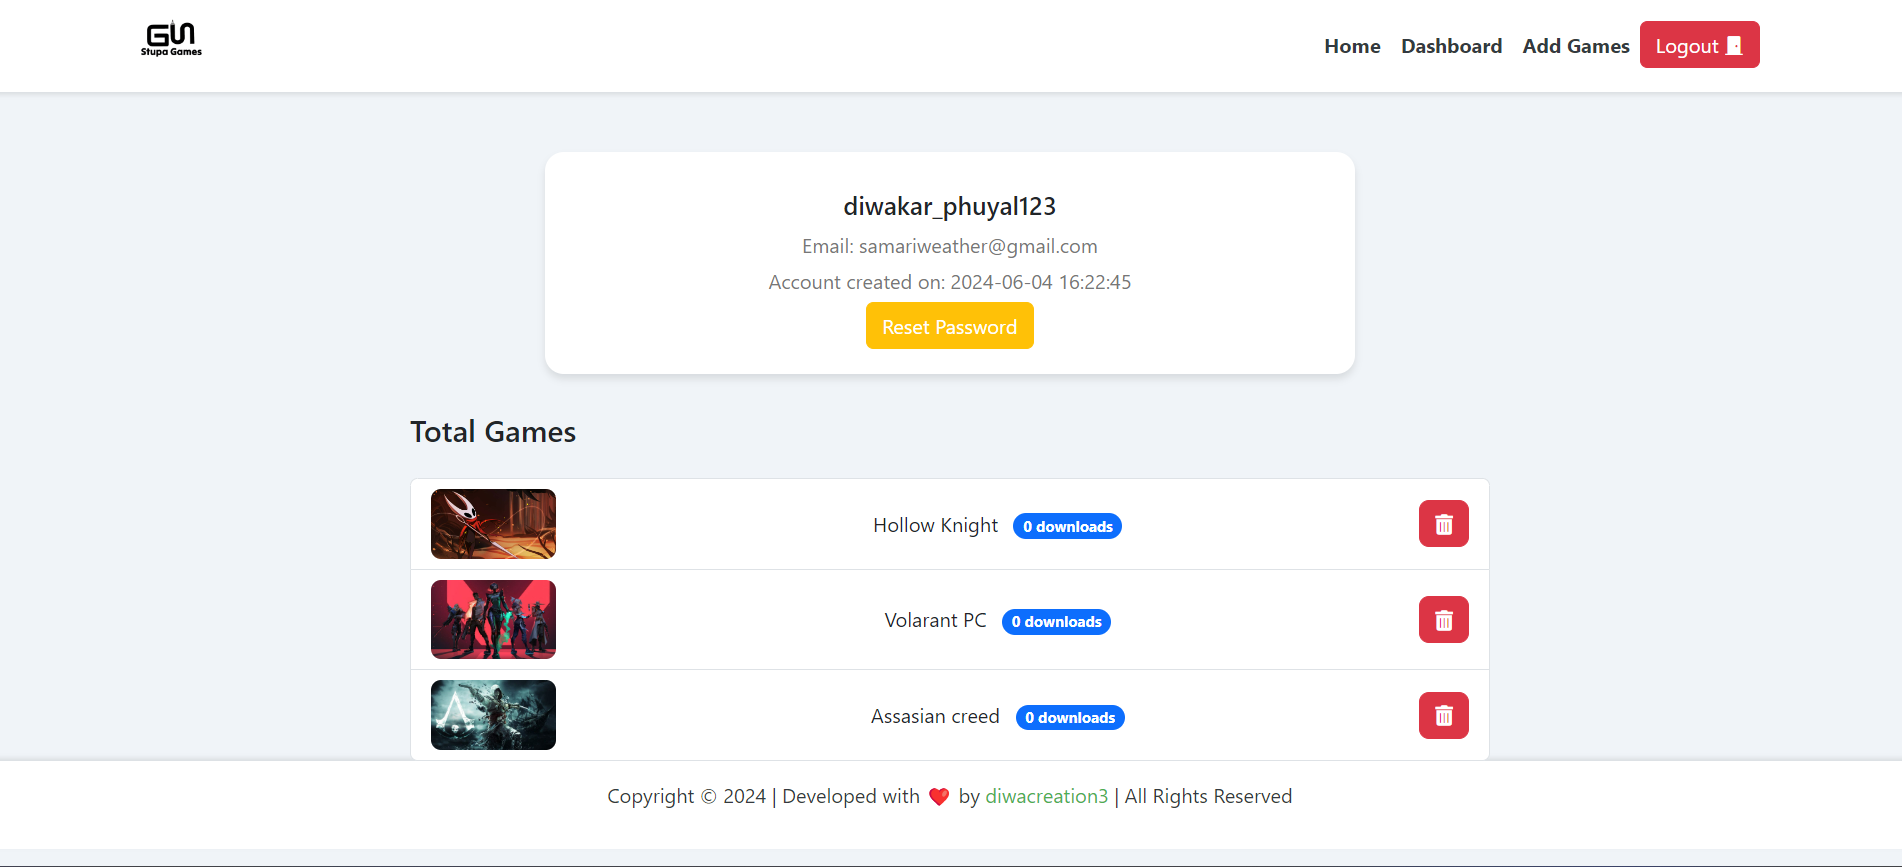 GUN
Stupa Games
Home Dashboard Add Games Logout
diwakar_phuyal123
Email: samariweather@gmail.com
Account created on: 2024-06-04 16:22:45
Reset Password
Total Games
Hollow Knight 0 downloads
Volarant PC 0 downloads
Assasian creed 0 downloads
Copyright © 2024 | Developed with ❤️ by diwacreation3 | All Rights Reserved